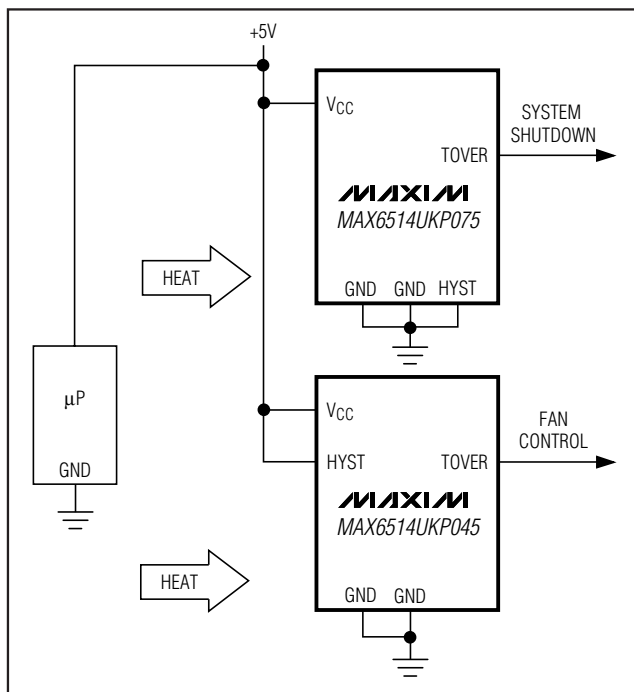 +5V
VCC
SYSTEM
SHUTDOWN
TOVER
MAXIM
MAX6514UKP075
HEAT
GND GND HYST
μP
GND
VCC
HYST
FAN
CONTROL
TOVER
MAXIM
MAX6514UKP045
HEAT
GND GND